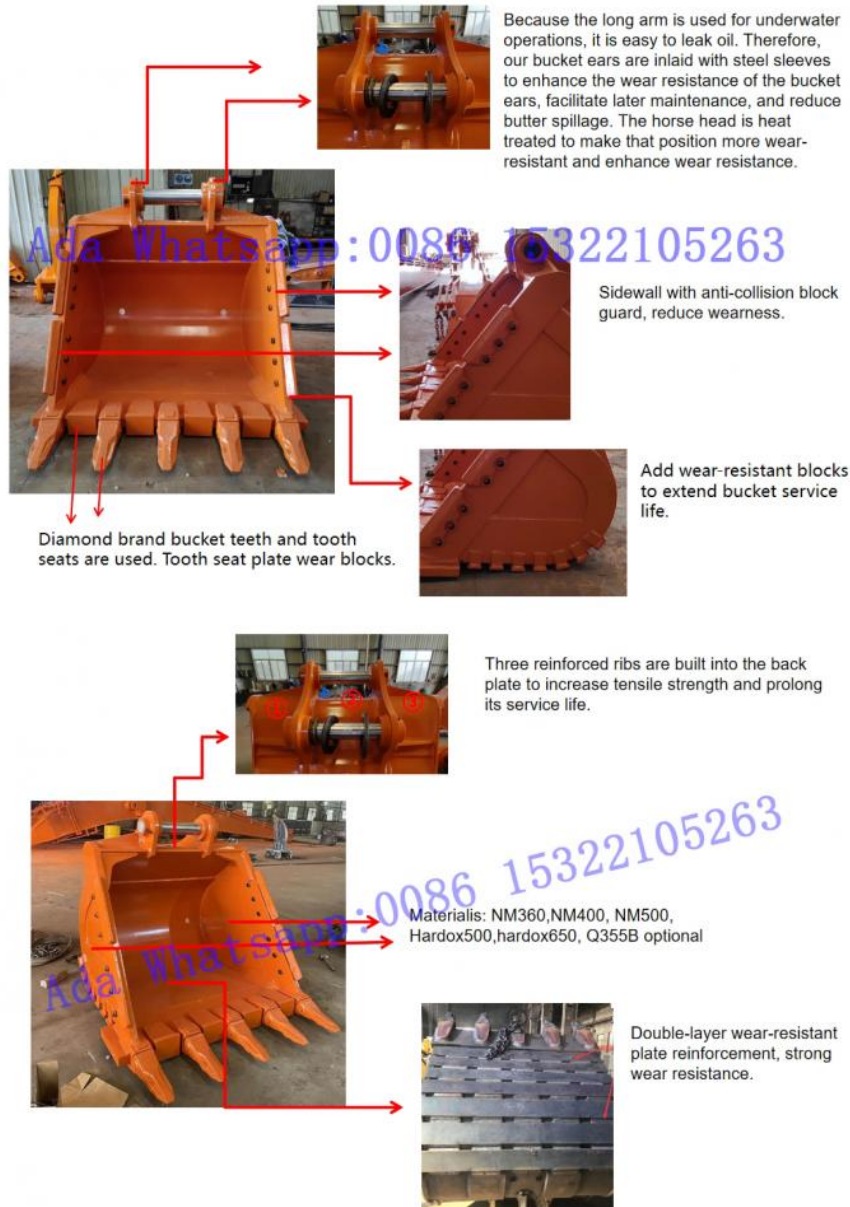 Because the long arm is used for underwater
operations, it is easy to leak oil. Therefore,
our bucket ears are inlaid with steel sleeves
to enhance the wear resistance of the bucket
ears, facilitate later maintenance, and reduce
butter spillage. The horse head is heat
treated to make that position more wear-
resistant and enhance wear resistance.
Ada Whatsapp:0086 15322105263
Sidewall with anti-collision block
guard, reduce wearness.
Add wear-resistant blocks
to extend bucket service
life.
Diamond brand bucket teeth and tooth
seats are used. Tooth seat plate wear blocks.
Three reinforced ribs are built into the back
plate to increase tensile strength and prolong
its service life.
① ② ③
Ada Whatsapp:0086 15322105263
Materialis: NM360,NM400, NM500,
Hardox500,hardox650, Q355B optional
Double-layer wear-resistant
plate reinforcement, strong
wear resistance.